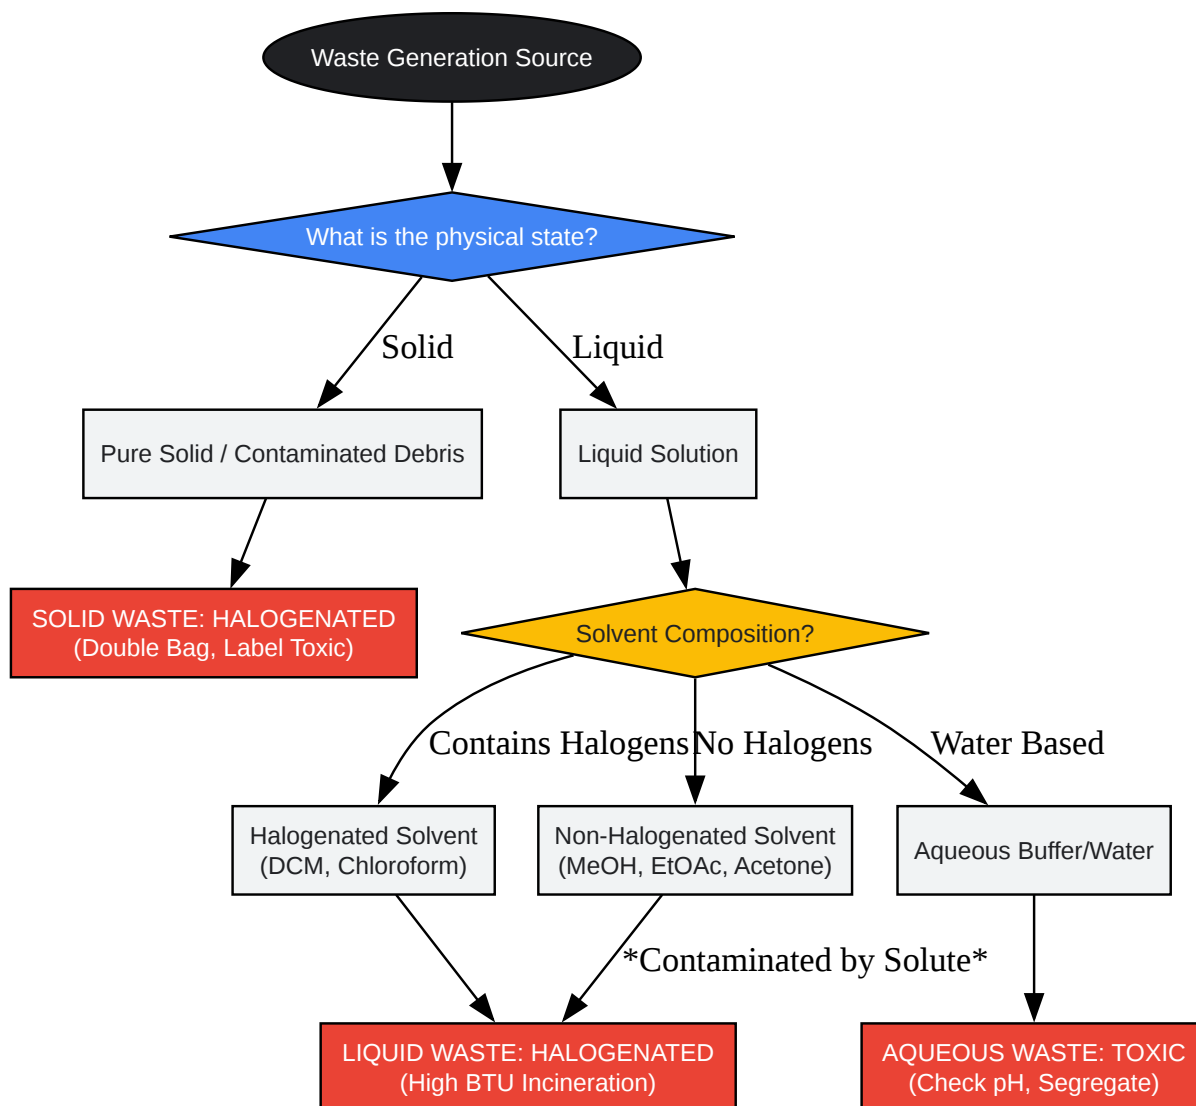 Waste Generation Source
What is the physical state?
Solid
Liquid
Pure Solid / Contaminated Debris
Liquid Solution
SOLID WASTE: HALOGENATED
(Double Bag, Label Toxic)
Solvent Composition?
Contains Halogens
No Halogens
Water Based
Halogenated Solvent
(DCM, Chloroform)
Non-Halogenated Solvent
(MeOH, EtOAc, Acetone)
Aqueous Buffer/Water
*Contaminated by Solute*
LIQUID WASTE: HALOGENATED
(High BTU Incineration)
AQUEOUS WASTE: TOXIC
(Check pH, Segregate)